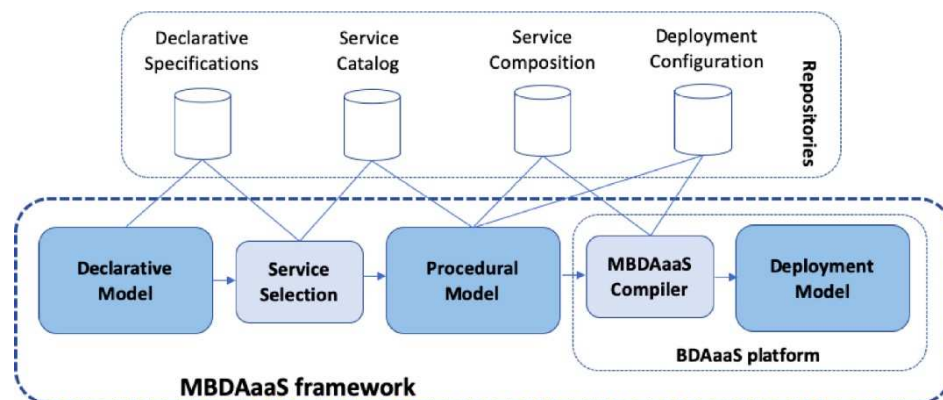 Declarative
Specifications
Service
Catalog
Service
Composition
Deployment
Configuration
Repositories
Declarative
Model
Service
Selection
Procedural
Model
MBDAaaS
Compiler
Deployment
Model
BDAaaS platform
MBDAaaS framework